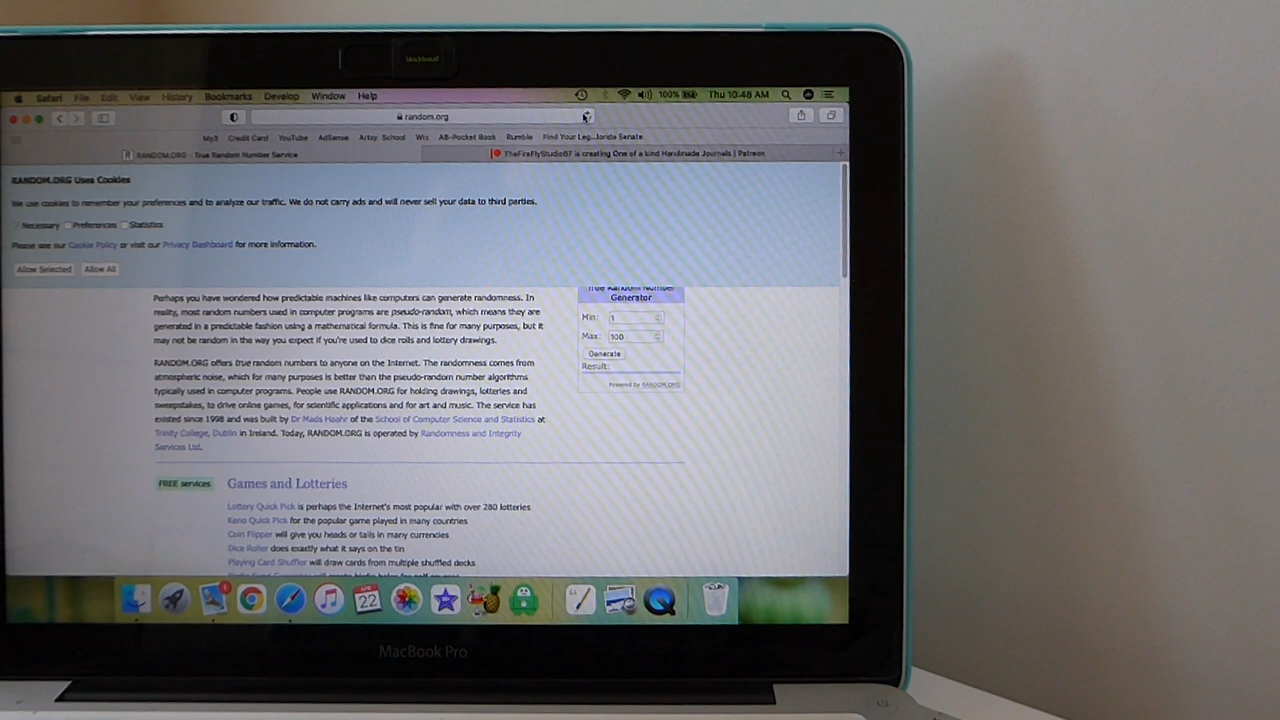 Safari File Edit View History Bookmarks Develop Window Help 100% Thu 10:48 AM
random.org
My3 Credit Card YouTube AdSense Artsy School Wix AB-Pocket Book Rumble Find Your Leg...lorida Senate
RANDOM.ORG - True Random Number Service TheFireFlyStudio87 is creating One of a kind Handmade Journals | Patreon
RANDOM.ORG Uses Cookies
We use cookies to remember your preferences and to analyze our traffic. We do not carry ads and will never sell your data to third parties.
Necessary Preferences Statistics
Please see our Cookie Policy or visit our Privacy Dashboard for more information.
Allow Selected Allow All
Perhaps you have wondered how predictable machines like computers can generate randomness. In
reality, most random numbers used in computer programs are pseudo-random, which means they are
generated in a predictable fashion using a mathematical formula. This is fine for many purposes, but it
may not be random in the way you expect if you're used to dice rolls and lottery drawings.
RANDOM.ORG offers true random numbers to anyone on the Internet. The randomness comes from
atmospheric noise, which for many purposes is better than the pseudo-random number algorithms
typically used in computer programs. People use RANDOM.ORG for holding drawings, lotteries and
sweepstakes, to drive online games, for scientific applications and for art and music. The service has
existed since 1998 and was built by Dr Mads Haahr of the School of Computer Science and Statistics at
Trinity College, Dublin in Ireland. Today, RANDOM.ORG is operated by Randomness and Integrity
Services Ltd.
True Random Number
Generator
Min: 1
Max: 100
Generate
Result:
Powered by RANDOM.ORG
FREE services Games and Lotteries
Lottery Quick Pick is perhaps the Internet's most popular with over 280 lotteries
Keno Quick Pick for the popular game played in many countries
Coin Flipper will give you heads or tails in many currencies
Dice Roller does exactly what it says on the tin
Playing Card Shuffler will draw cards from multiple shuffled decks
APR
22
MacBook Pro